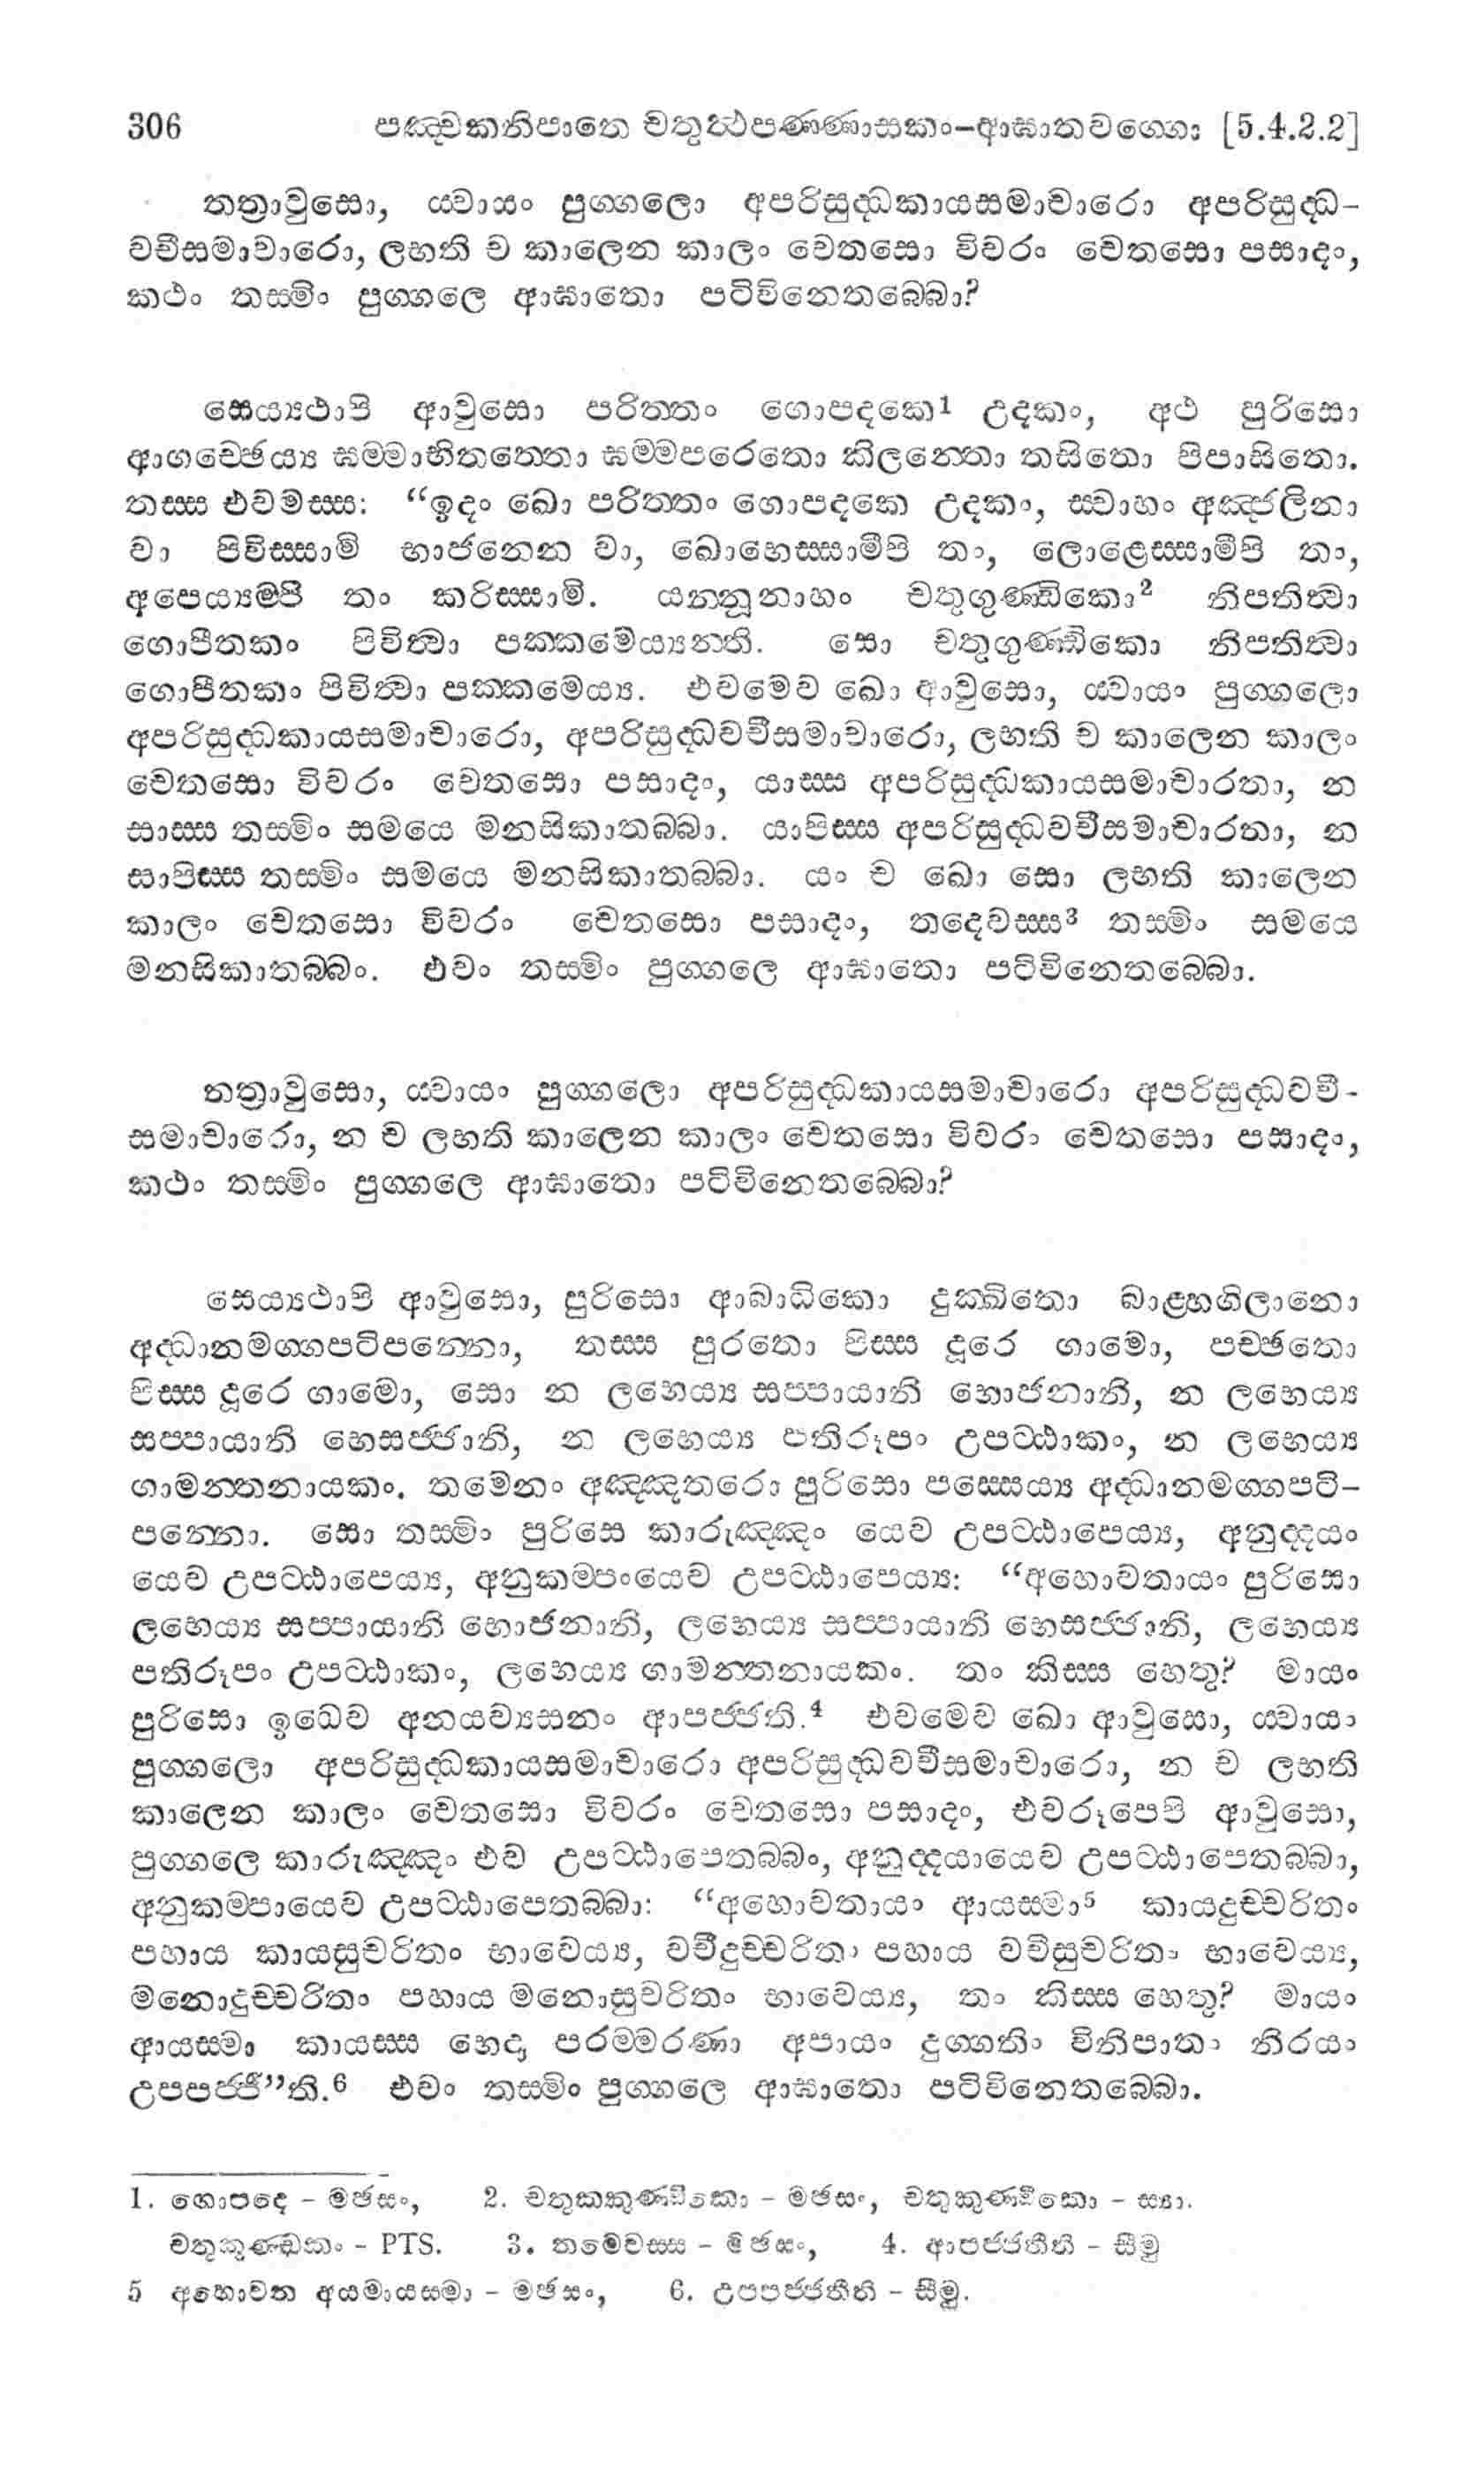 306 පඤ්චකනිපාතෙ චතුත්ථපණ්ණාසකං-ආඝාතවග්ගො [5.4.2.2]
තත්‍රාවුසො, ය්වායං පුග්ගලො අපරිසුද්ධකායසමාචාරො අපරිසුද්ධ-
වචීසමාචාරො, ලභති ච කාලෙන කාලං චෙතසො විවරං චෙතසො පසාදං,
කථං තස්මිං පුග්ගලෙ ආඝාතො පටිවිනෙතබ්බො?
සෙය්‍යථාපි ආවුසො පරිත්තං ගොපදකෙ1 උදකං, අථ පුරිසො
ආගච්ඡෙය්‍ය ඝම්මාභිතත්තො ඝම්මපරෙතො කිලන්තො තසිතො පිපාසිතො.
තස්ස එවමස්ස: “ඉදං ඛො පරිත්තං ගොපදකෙ උදකං, ස්වාහං අඤ්ජලිනා
වා පිවිස්සාමි භාජනෙන වා, ඛොභෙස්සාමීපි තං, ලොළෙස්සාමීපි තං,
අපෙය්‍යම්පි තං කරිස්සාමි. යන්නූනාහං චතුගුණ්ඩිකො2 නිපතිත්වා
ගොපීතකං පිවිත්වා පක්කමෙය්‍යන්ති. සො චතුගුණ්ඩිකො නිපතිත්වා
ගොපීතකං පිවිත්වා පක්කමෙය්‍ය. එවමෙව ඛො ආවුසො, ය්වායං පුග්ගලො
අපරිසුද්ධකායසමාචාරො, අපරිසුද්ධවචීසමාචාරො, ලභති ච කාලෙන කාලං
චෙතසො විවරං චෙතසො පසාදං, යාස්ස අපරිසුද්ධකායසමාචාරතා, න
සාස්ස තස්මිං සමයෙ මනසිකාතබ්බා. යාපිස්ස අපරිසුද්ධවචීසමාචාරතා, න
සාපිස්ස තස්මිං සමයෙ මනසිකාතබ්බා. යං ච ඛො සො ලභති කාලෙන
කාලං චෙතසො විවරං චෙතසො පසාදං, තදෙවස්ස3 තස්මිං සමයෙ
මනසිකාතබ්බං. එවං තස්මිං පුග්ගලෙ ආඝාතො පටිවිනෙතබ්බො.
තත්‍රාවුසො, ය්වායං පුග්ගලො අපරිසුද්ධකායසමාචාරො අපරිසුද්ධවචී-
සමාචාරො, න ච ලභති කාලෙන කාලං චෙතසො විවරං චෙතසො පසාදං,
කථං තස්මිං පුග්ගලෙ ආඝාතො පටිවිනෙතබ්බො?
සෙය්‍යථාපි ආවුසො, පුරිසො ආබාධිකො දුක්ඛිතො බාළ්හගිලානො
අද්ධානමග්ගපටිපන්නො, තස්ස පුරතො පිස්ස දූරෙ ගාමො, පච්ඡතො
පිස්ස දූරෙ ගාමො, සො න ලභෙය්‍ය සප්පායානි භොජනානි, න ලභෙය්‍ය
සප්පායානි භෙසජ්ජානි, න ලභෙය්‍ය පතිරූපං උපට්ඨාකං, න ලභෙය්‍ය
ගාමන්තනායකං. තමෙනං අඤ්ඤතරො පුරිසො පස්සෙය්‍ය අද්ධානමග්ගපටි-
පන්නො. සො තස්මිං පුරිසෙ කාරුඤ්ඤං යෙව උපට්ඨාපෙය්‍ය, අනුද්දයං
යෙව උපට්ඨාපෙය්‍ය, අනුකම්පංයෙව උපට්ඨාපෙය්‍ය: “අහොවතායං පුරිසො
ලභෙය්‍ය සප්පායානි භොජනානි, ලභෙය්‍ය සප්පායානි භෙසජ්ජානි, ලභෙය්‍ය
පතිරූපං උපට්ඨාකං, ලභෙය්‍ය ගාමන්තනායකං. තං කිස්ස හෙතු? මායං
පුරිසො ඉධෙව අනයව්‍යසනං ආපජ්ජති.4 එවමෙව ඛො ආවුසො, ය්වායං
පුග්ගලො අපරිසුද්ධකායසමාචාරො අපරිසුද්ධවචීසමාචාරො, න ච ලභති
කාලෙන කාලං චෙතසො විවරං චෙතසො පසාදං, එවරූපෙපි ආවුසො,
පුග්ගලෙ කාරුඤ්ඤං එව උපට්ඨාපෙතබ්බං, අනුද්දයායෙව උපට්ඨාපෙතබ්බා,
අනුකම්පායෙව උපට්ඨාපෙතබ්බා: “අහොවතායං ආයස්මා5 කායදුච්චරිතං
පහාය කායසුචරිතං භාවෙය්‍ය, වචීදුච්චරිතං පහාය වචීසුචරිතං භාවෙය්‍ය,
මනොදුච්චරිතං පහාය මනොසුචරිතං භාවෙය්‍ය, තං කිස්ස හෙතු? මායං
ආයස්මා කායස්ස භෙදා පරම්මරණා අපායං දුග්ගතිං විනිපාතං නිරයං
උපපජ්ජී”ති.6 එවං තස්මිං පුග්ගලෙ ආඝාතො පටිවිනෙතබ්බො.
1. ගොපදෙ - මඡසං, 2. චතුක්කුණ්ඩිකො - මඡසං, චතුකුණ්ඩිකො - ස්‍යා.
චතුකුණ්ඩකං - PTS. 3. තමෙවස්ස - මඡසං, 4. ආපජ්ජතීති - සීමු
5 අහොවත අයමායස්මා - මඡසං, 6. උපපජ්ජතීති - සීමු.